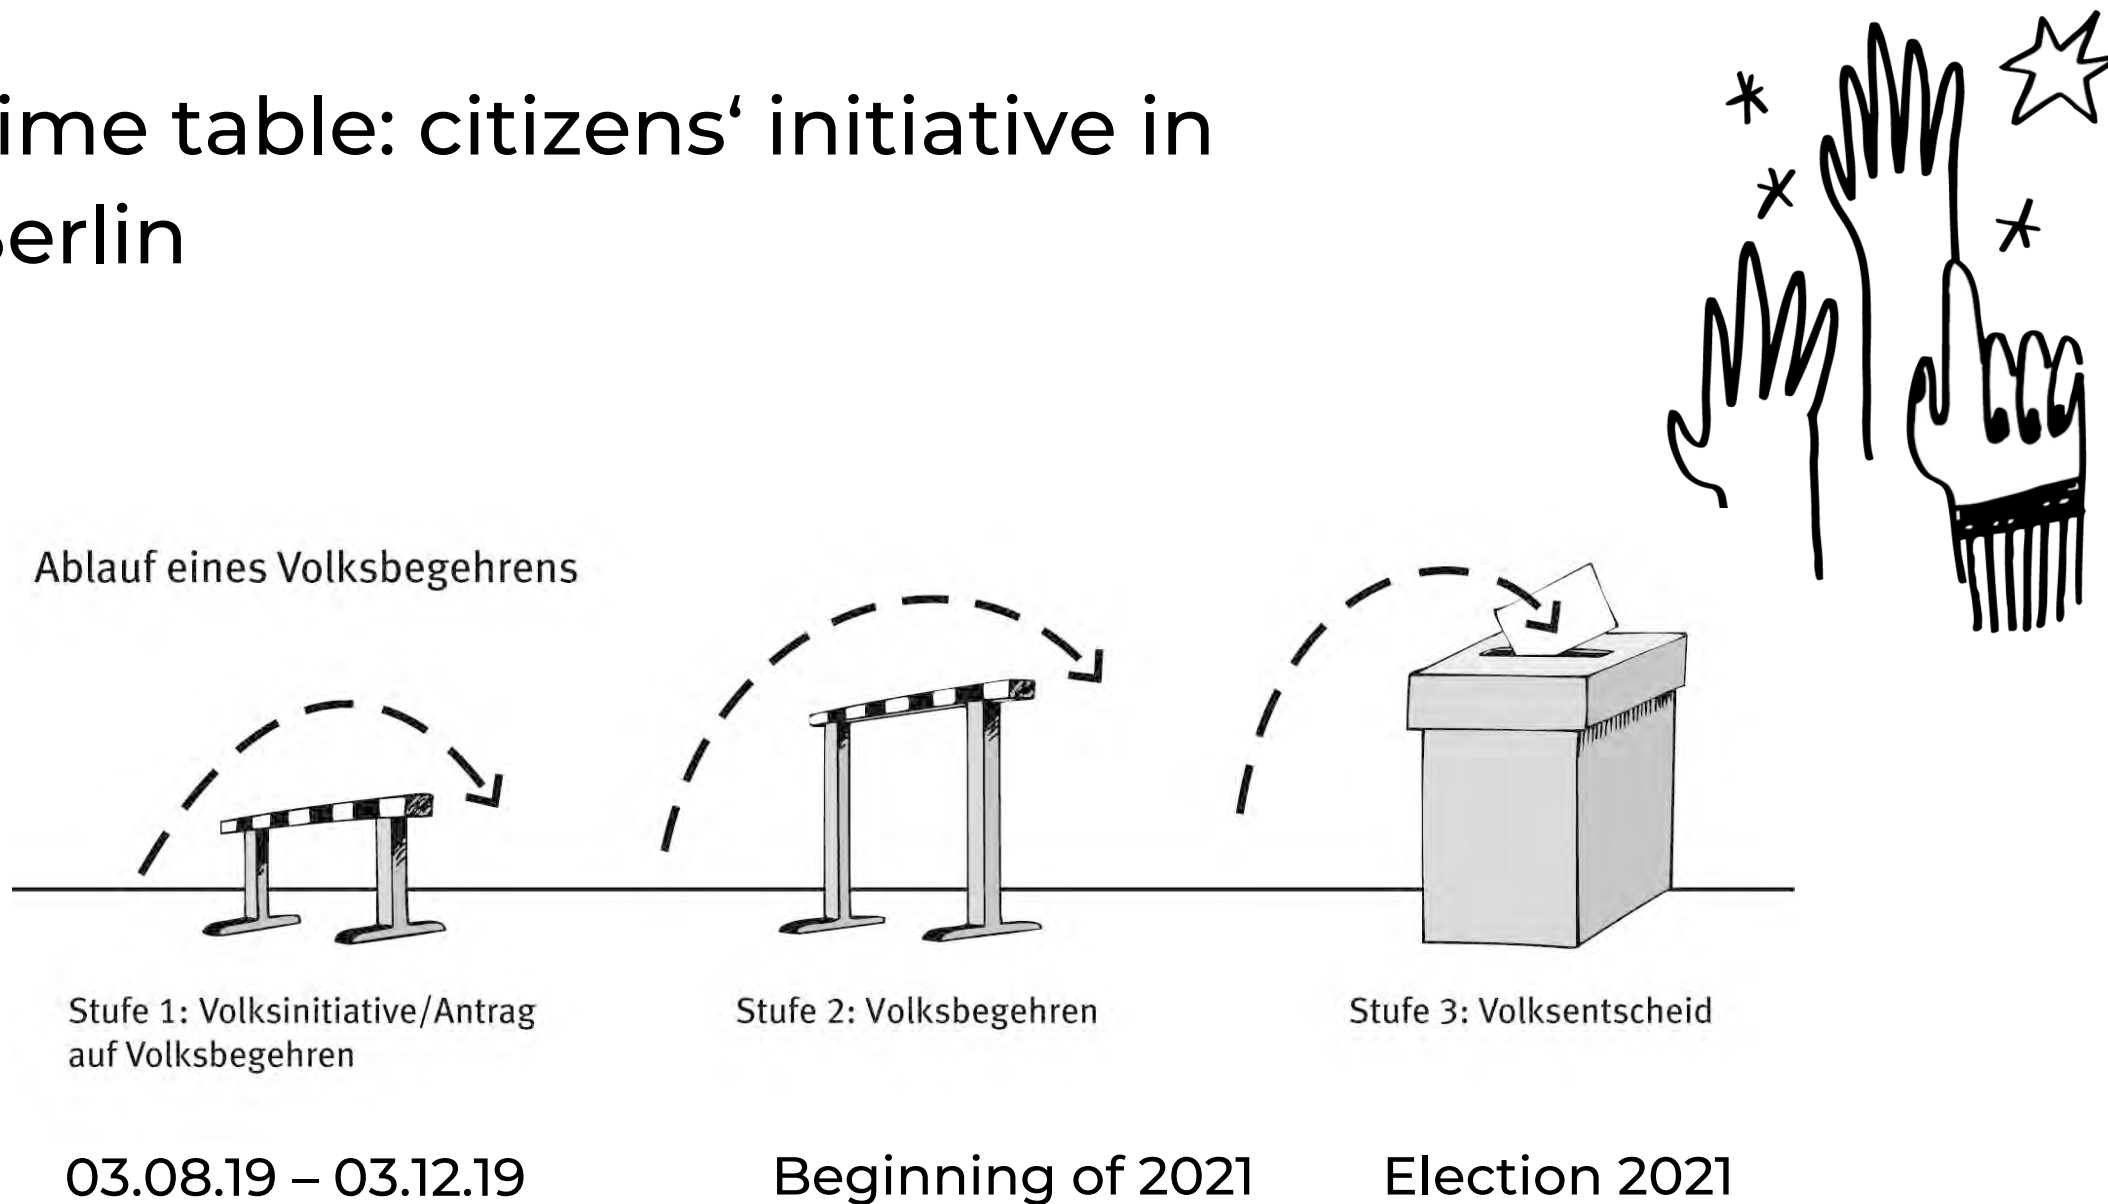 ime table: citizens‘ initiative in
Berlin
Ablauf eines Volksbegehrens
Stufe 1: Volksinitiative/Antrag
auf Volksbegehren
Stufe 2: Volksbegehren
Stufe 3: Volksentscheid
03.08.19 – 03.12.19
Beginning of 2021
Election 2021